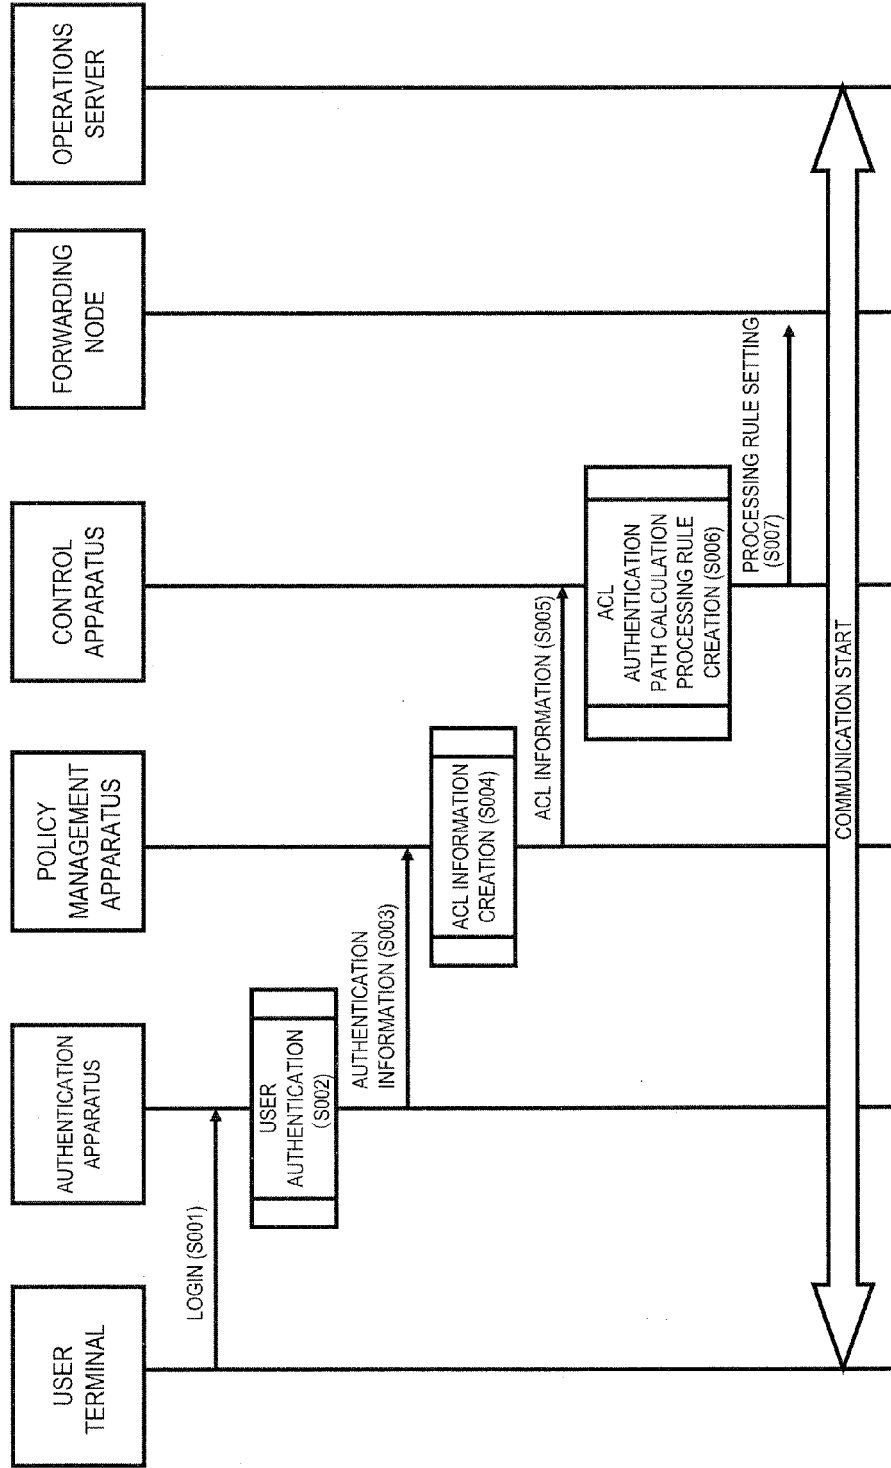 USER
TERMINAL
AUTHENTICATION
APPARATUS
POLICY
MANAGEMENT
APPARATUS
CONTROL
APPARATUS
FORWARDING
NODE
OPERATIONS
SERVER
LOGIN (S001)
USER
AUTHENTICATION
(S002)
AUTHENTICATION
INFORMATION (S003)
ACL INFORMATION
CREATION (S004)
ACL INFORMATION (S005)
ACL
AUTHENTICATION
PATH CALCULATION
PROCESSING RULE
CREATION (S006)
PROCESSING RULE SETTING
(S007)
COMMUNICATION START